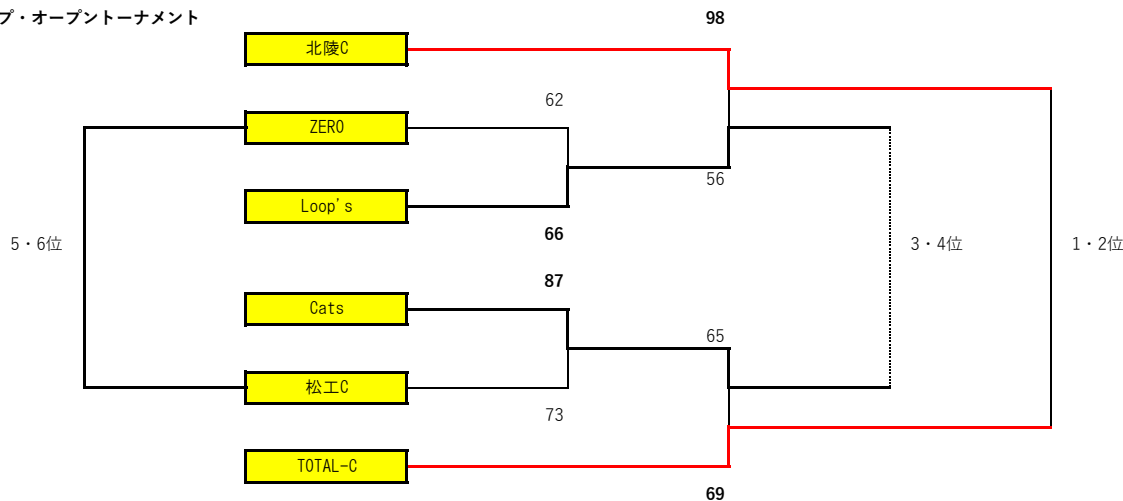 プ・オープントーナメント
98
北陵C
62
ZERO
56
Loop's
66
5・6位
3・4位
1・2位
87
Cats
65
松工C
73
TOTAL-C
69